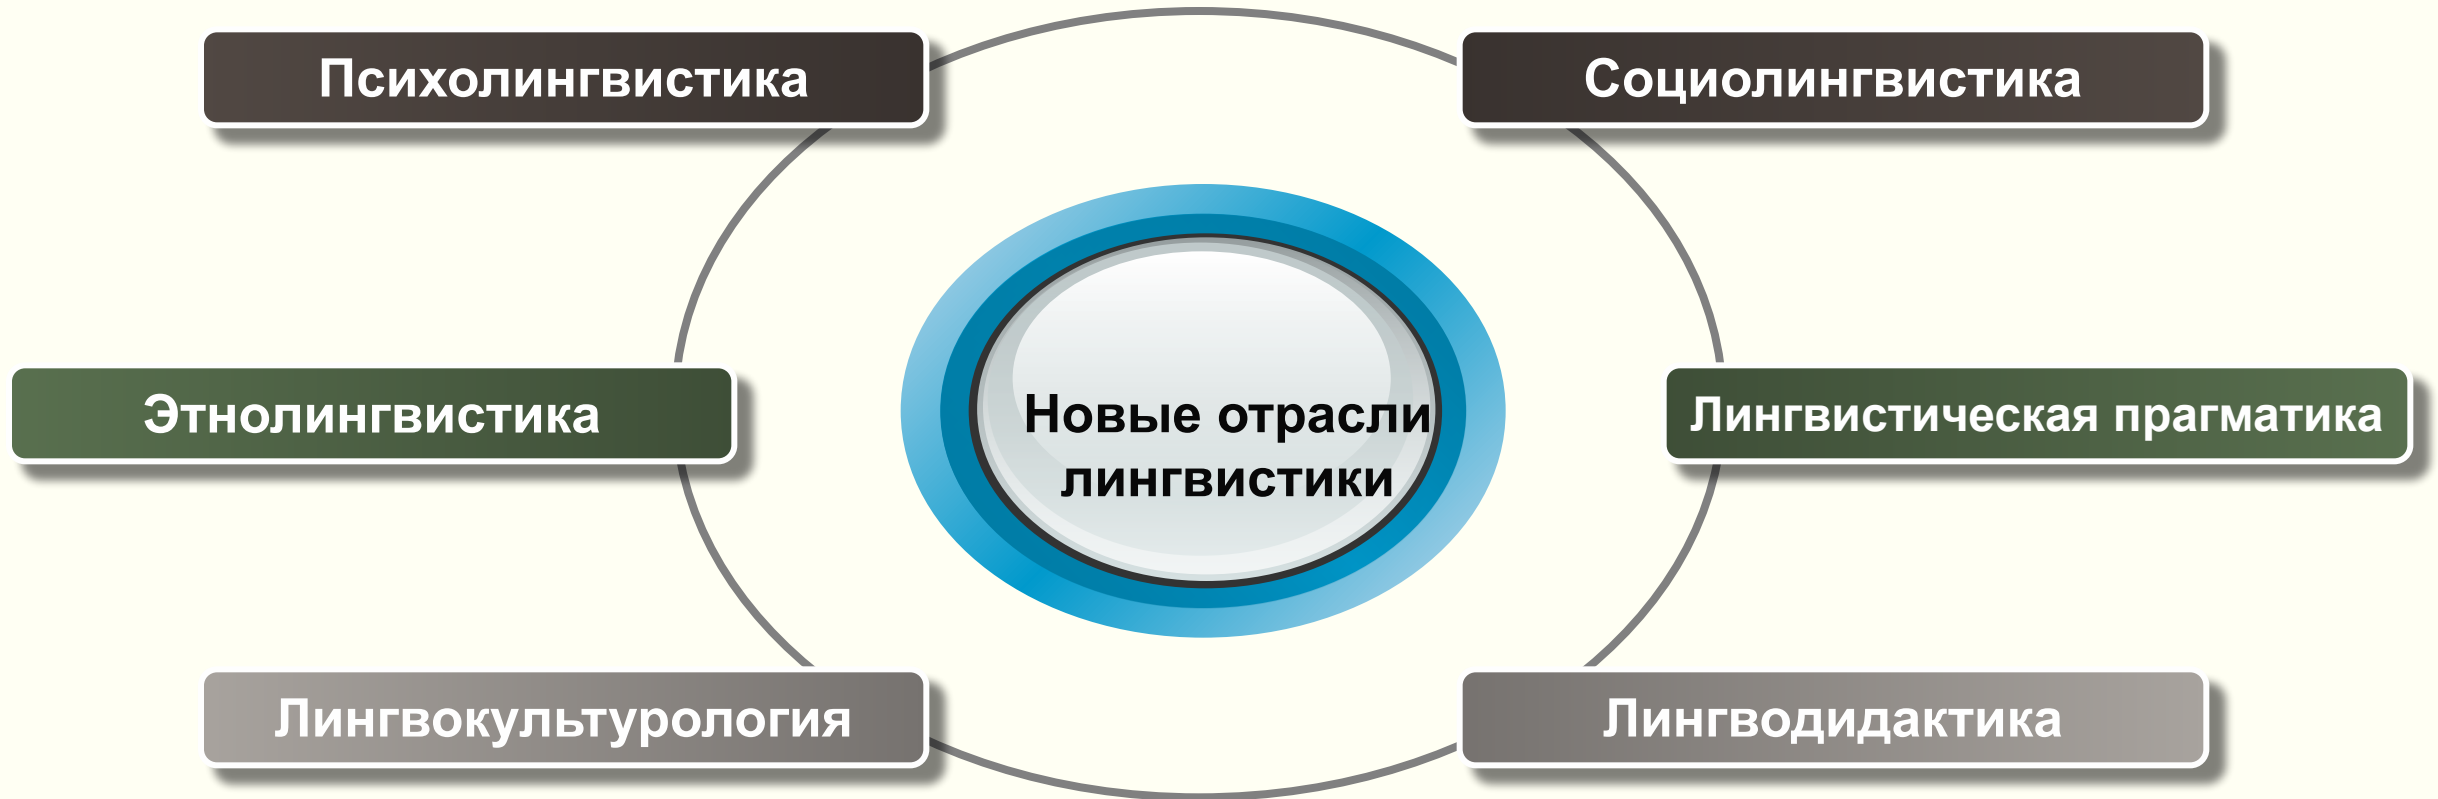 Психолингвистика
Социолингвистика
Этнолингвистика
Новые отрасли
лингвистики
Лингвистическая прагматика
Лингвокультурология
Лингводидактика